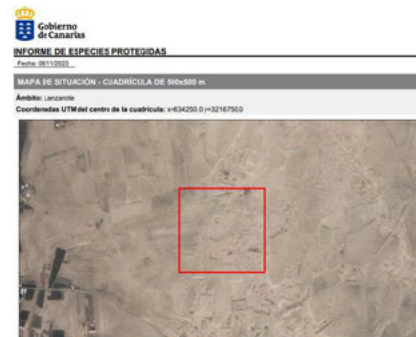 Gobierno
de Canarias
INFORME DE ESPECIES PROTEGIDAS
Fecha: 06/11/2023
MAPA DE SITUACIÓN - CUADRÍCULA DE 500x500 m
Ámbito: Lanzarote
Coordenadas UTM del centro de la cuadrícula: x=634250.0 y=3216750.0